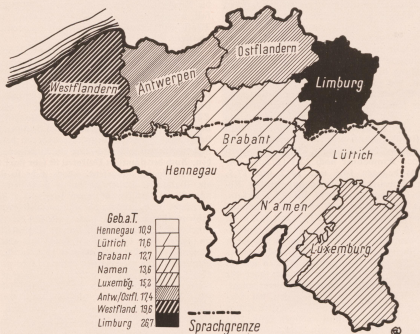 Ostflandern
Westflandern
Antwerpen
Limburg
Brabant
Lüttich
Hennegau
Namen
Luxemburg
Geb.a.T.
Hennegau 10,9
Lüttich 11,6
Brabant 12,7
Namen 13,6
Luxembg. 15,2
Antw./Ostfl. 17,4
Westfland. 19,6
Limburg 26,7
Sprachgrenze